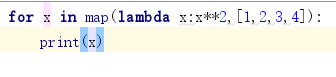 for x in map(lambda x:x**2,[1,2,3,4]):
    print(x)